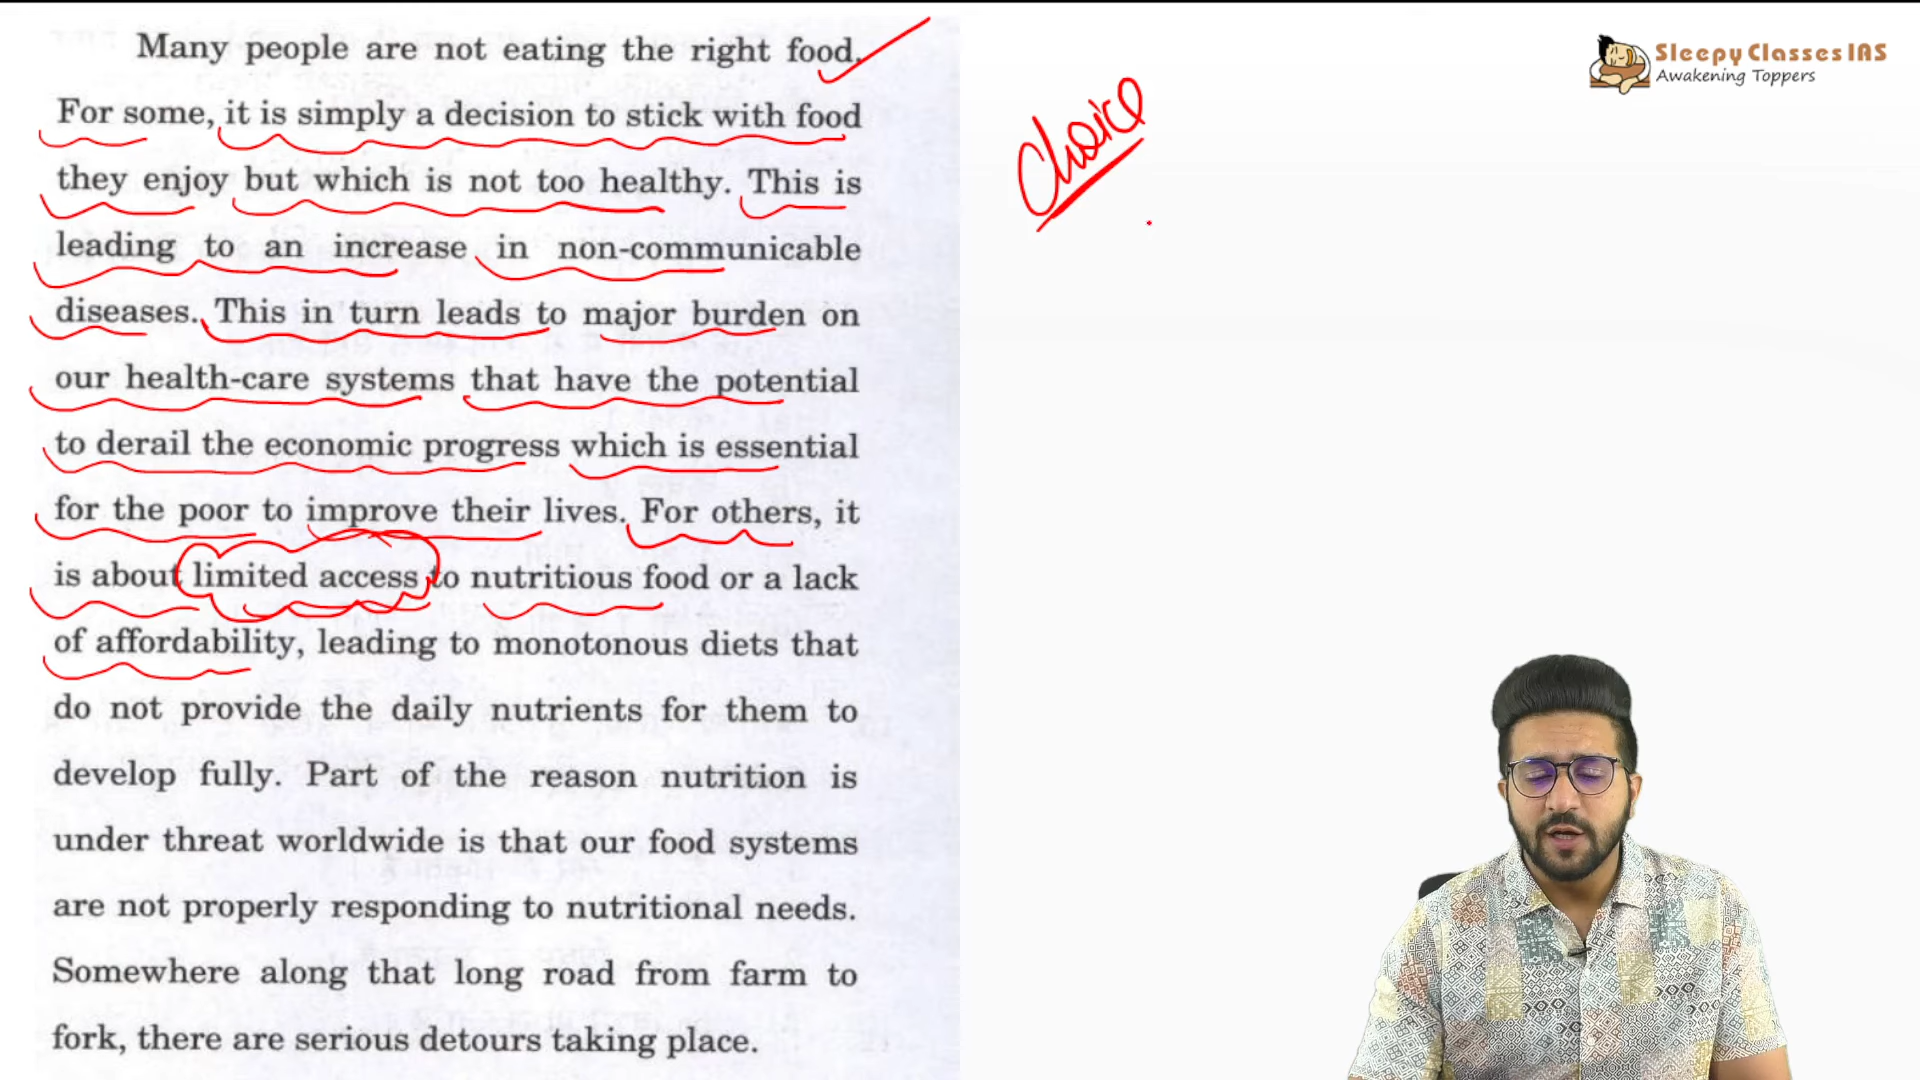 Many people are not eating the right food.
For some, it is simply a decision to stick with food
they enjoy but which is not too healthy. This is
leading to an increase in non-communicable
diseases. This in turn leads to major burden on
our health-care systems that have the potential
to derail the economic progress which is essential
for the poor to improve their lives. For others, it
is about limited access to nutritious food or a lack
of affordability, leading to monotonous diets that
do not provide the daily nutrients for them to
develop fully. Part of the reason nutrition is
under threat worldwide is that our food systems
are not properly responding to nutritional needs.
Somewhere along that long road from farm to
fork, there are serious detours taking place.
Choice
Sleepy Classes IAS
Awakening Toppers